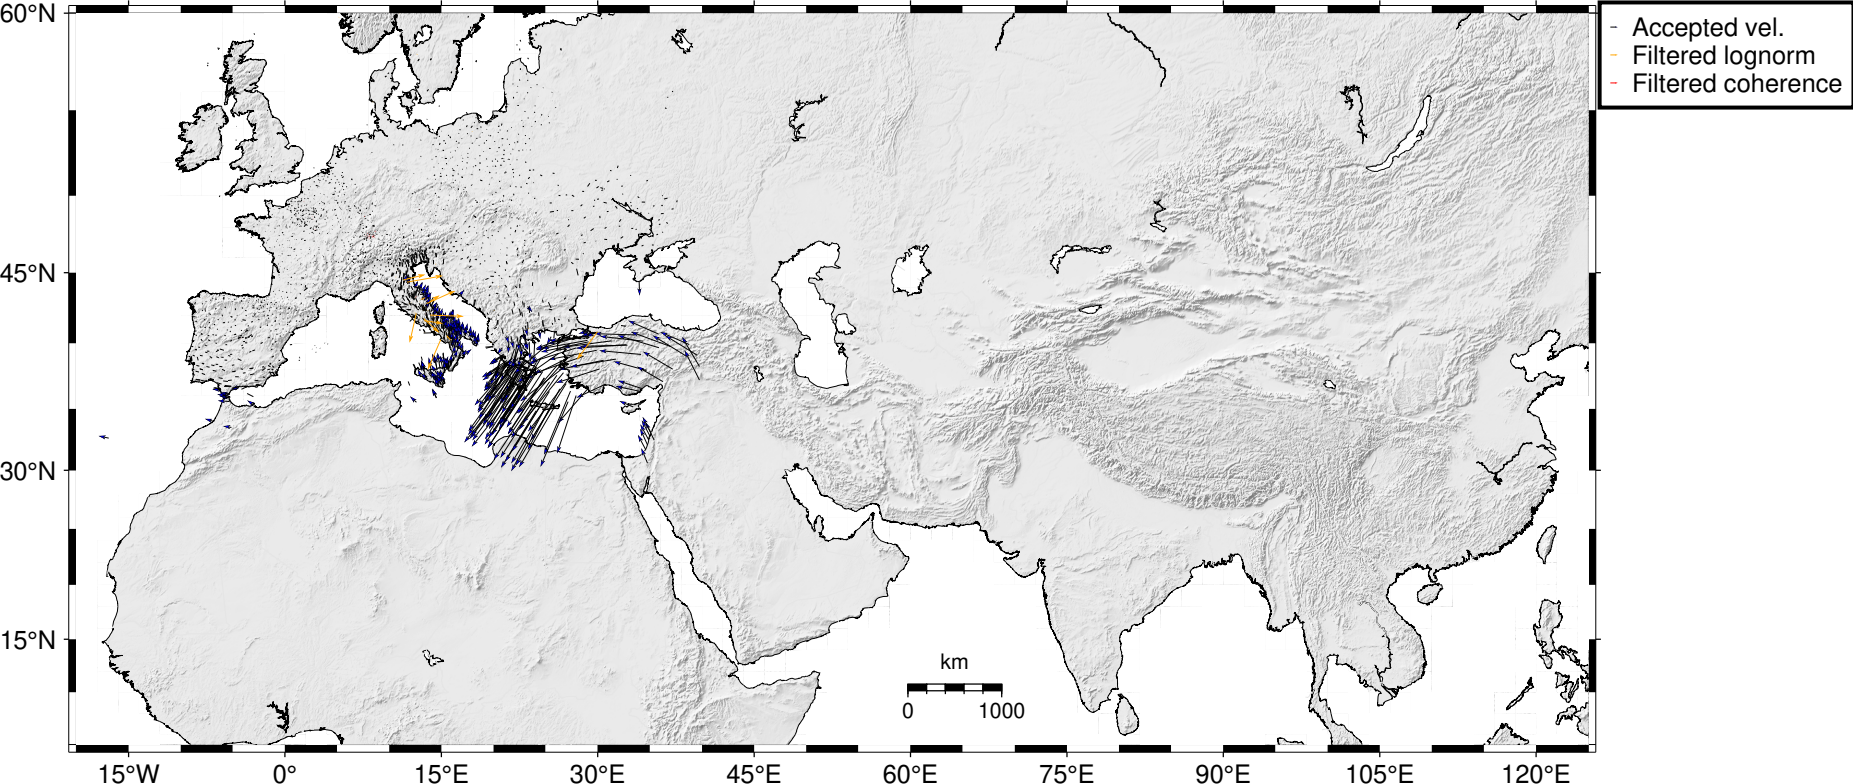 60°N
45°N
30°N
15°N
15°W 0° 15°E 30°E 45°E 60°E 75°E 90°E 105°E 120°E
km
0 1000
Accepted vel.
Filtered lognorm
Filtered coherence